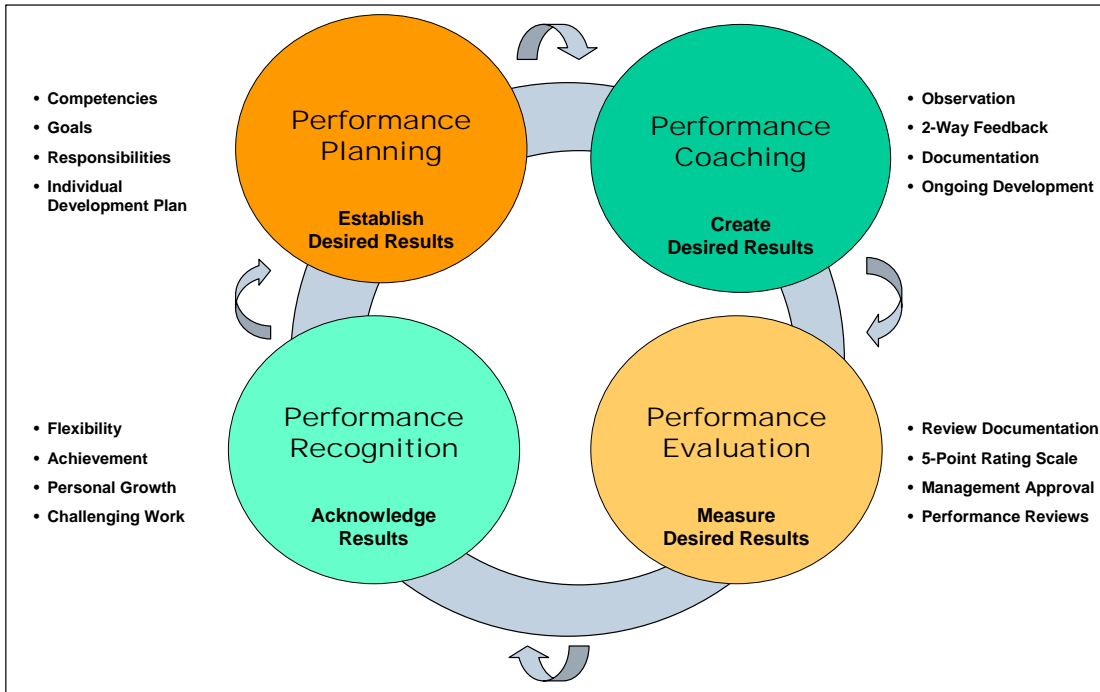 • Competencies
• Goals
• Responsibilities
• Individual
Development Plan
Performance
Planning
Establish
Desired Results
Performance
Coaching
Create
Desired Results
• Observation
• 2-Way Feedback
• Documentation
• Ongoing Development
• Flexibility
• Achievement
• Personal Growth
• Challenging Work
Performance
Recognition
Acknowledge
Results
Performance
Evaluation
Measure
Desired Results
• Review Documentation
• 5-Point Rating Scale
• Management Approval
• Performance Reviews